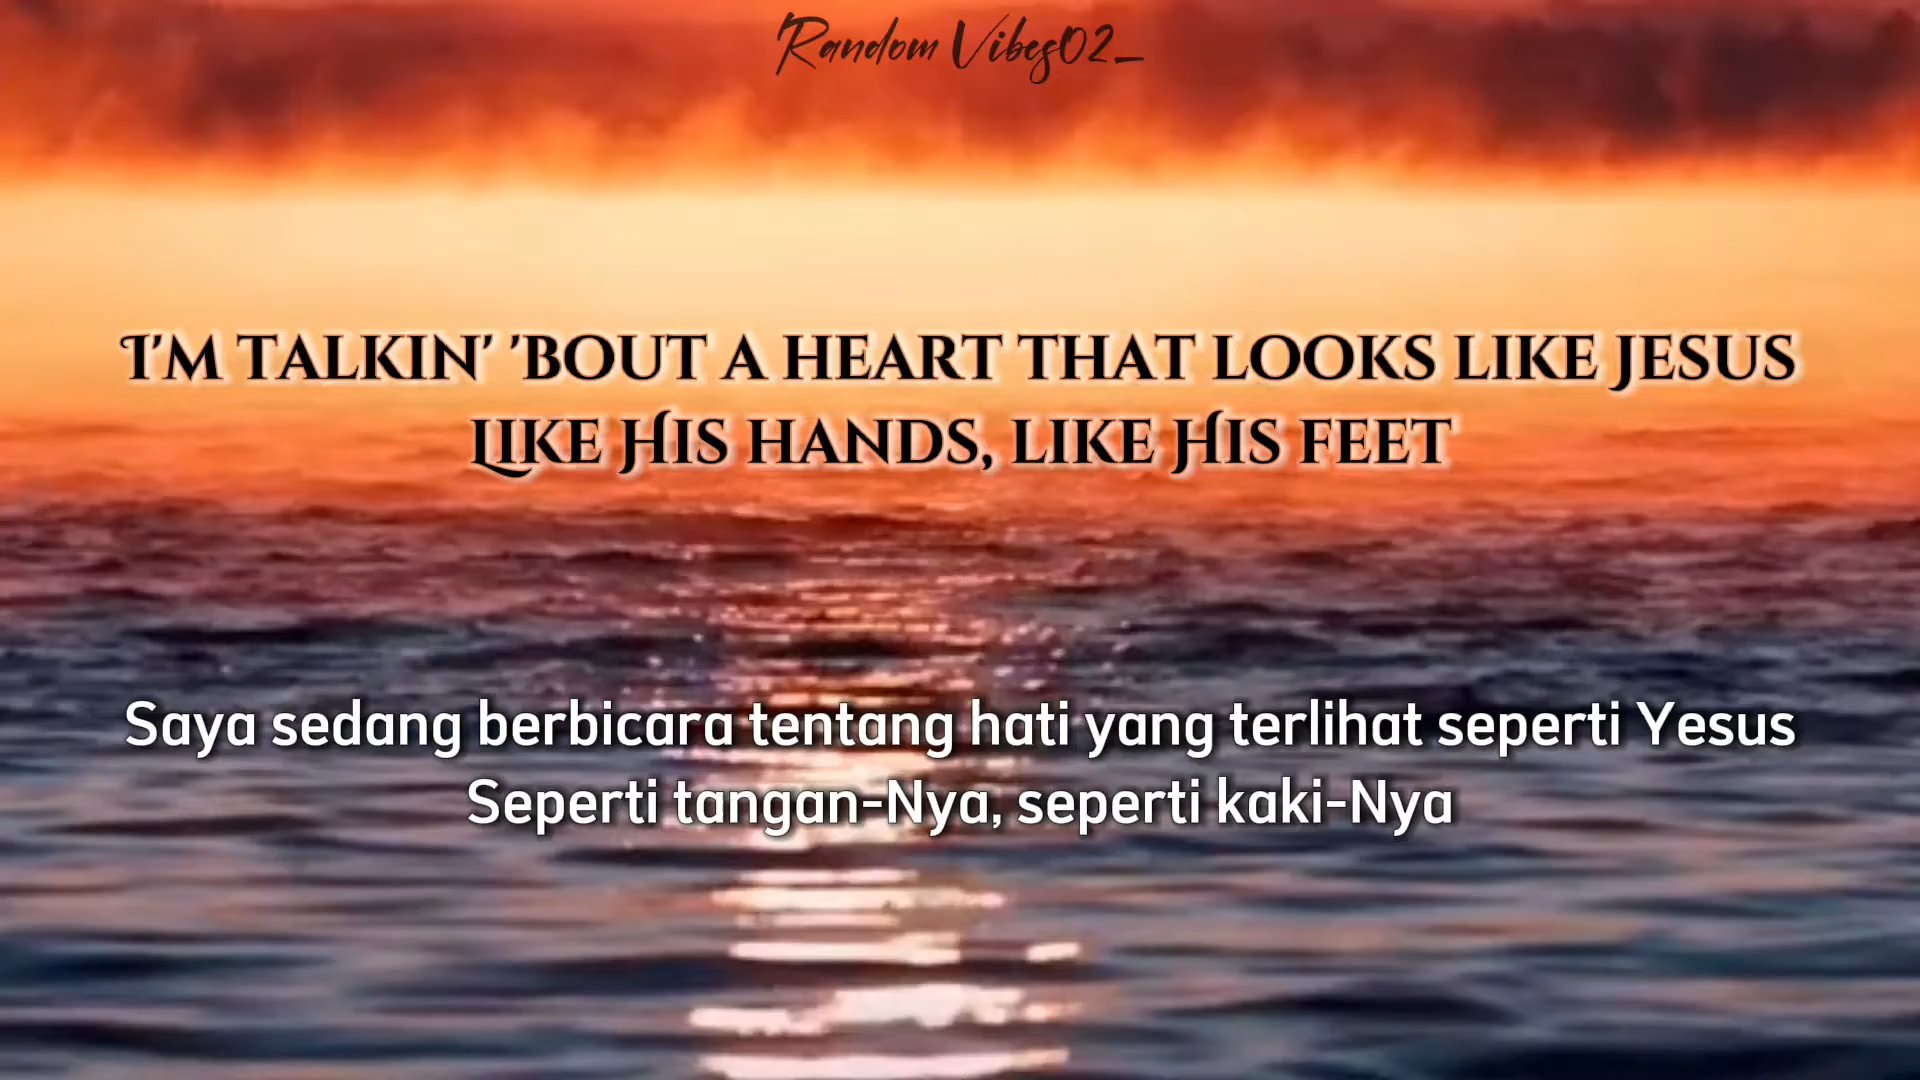 Random Vibes02_
I'M TALKIN' 'BOUT A HEART THAT LOOKS LIKE JESUS
LIKE HIS HANDS, LIKE HIS FEET
Saya sedang berbicara tentang hati yang terlihat seperti Yesus
Seperti tangan-Nya, seperti kaki-Nya